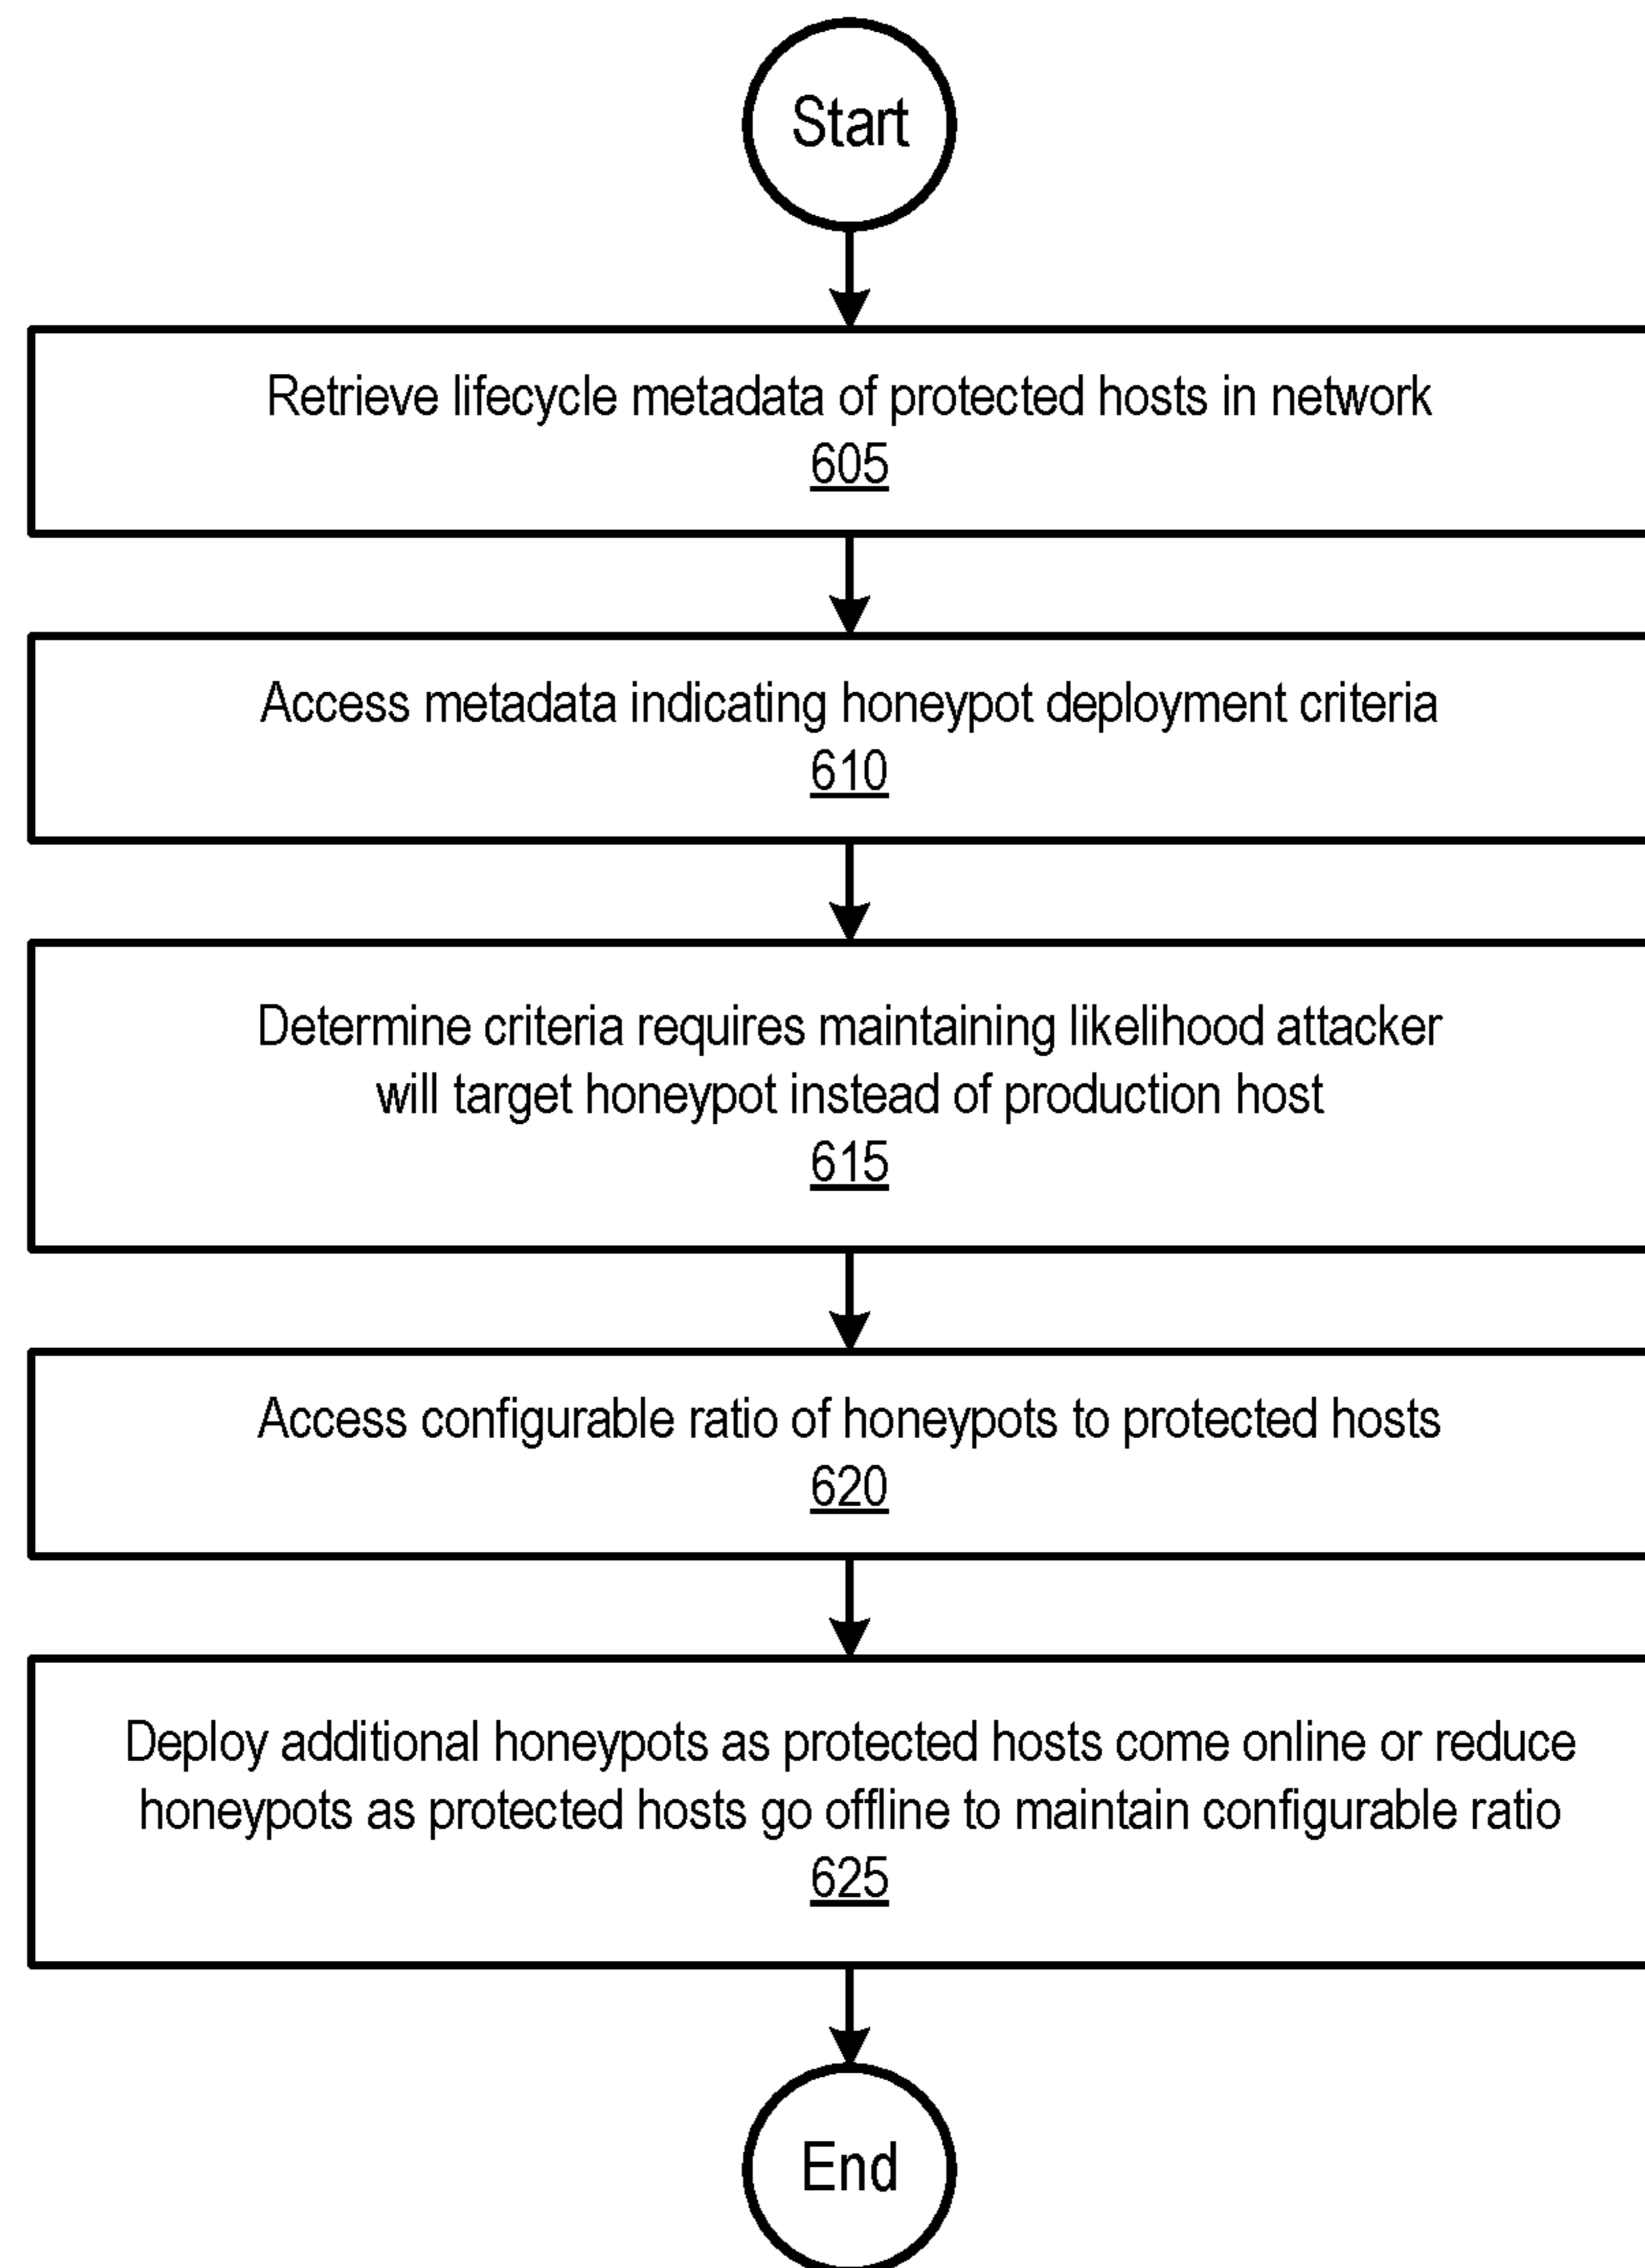 Start
Retrieve lifecycle metadata of protected hosts in network
605
Access metadata indicating honeypot deployment criteria
610
Determine criteria requires maintaining likelihood attacker
will target honeypot instead of production host
615
Access configurable ratio of honeypots to protected hosts
620
Deploy additional honeypots as protected hosts come online or reduce
honeypots as protected hosts go offline to maintain configurable ratio
625
End